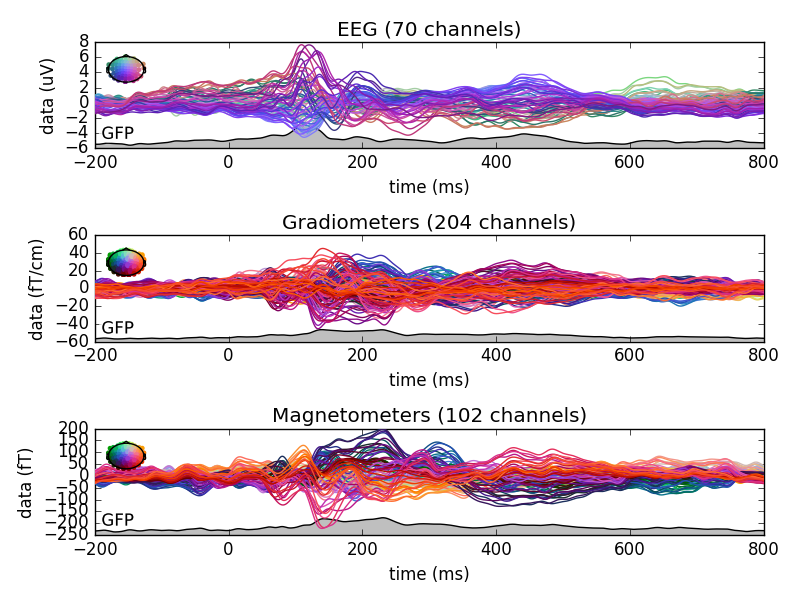 EEG (70 channels)
data (uV)
8
6
4
2
0
−2
−4
−6
GFP
−200 0 200 400 600 800
time (ms)
Gradiometers (204 channels)
data (fT/cm)
60
40
20
0
−20
−40
−60
GFP
−200 0 200 400 600 800
time (ms)
Magnetometers (102 channels)
data (fT)
200
150
100
50
0
−50
−100
−150
−200
−250
GFP
−200 0 200 400 600 800
time (ms)